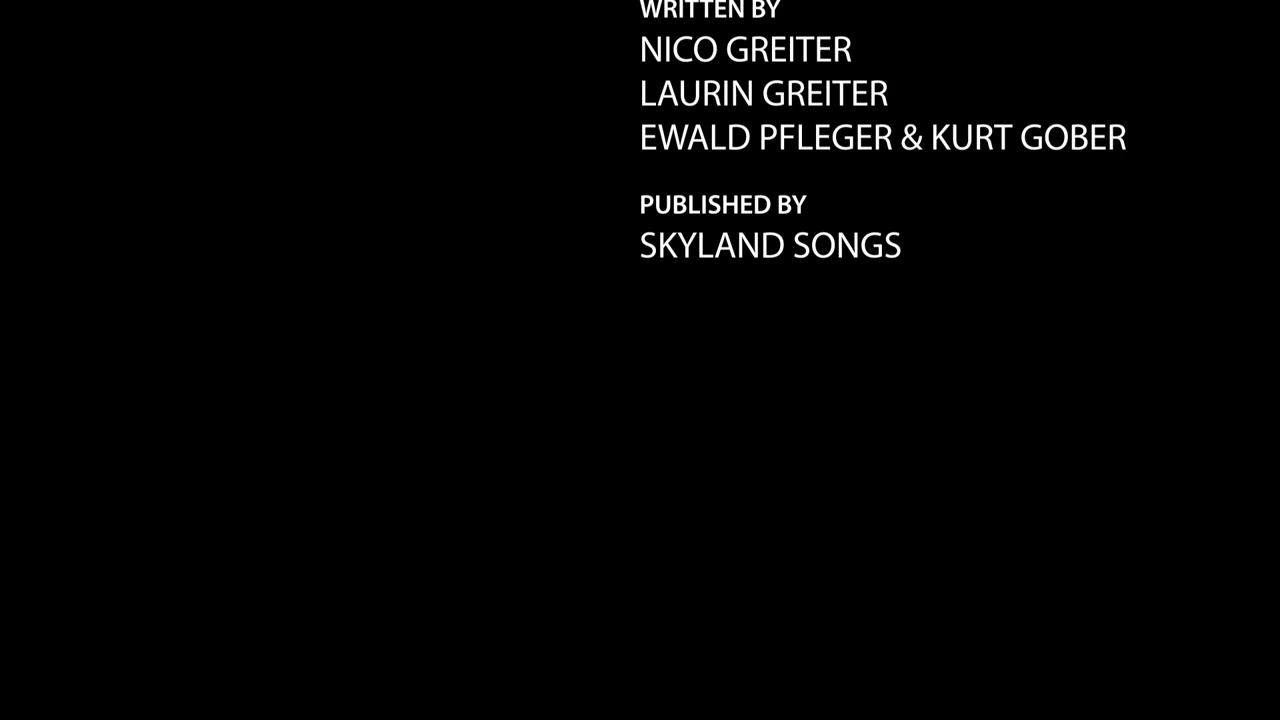 WRITTEN BY
NICO GREITER
LAURIN GREITER
EWALD PFLEGER & KURT GOBER
PUBLISHED BY
SKYLAND SONGS